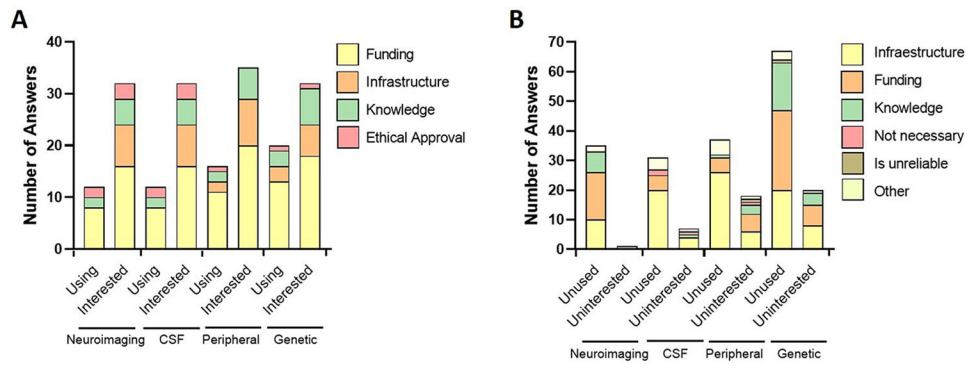 A
Number of Answers
40
30
20
10
0
Using
Interested
Using
Interested
Using
Interested
Using
Interested
Neuroimaging
CSF
Peripheral
Genetic
Funding
Infrastructure
Knowledge
Ethical Approval
B
Number of Answers
70
60
50
40
30
20
10
0
Unused
Uninterested
Unused
Uninterested
Unused
Uninterested
Unused
Uninterested
Neuroimaging
CSF
Peripheral
Genetic
Infraestructure
Funding
Knowledge
Not necessary
Is unreliable
Other